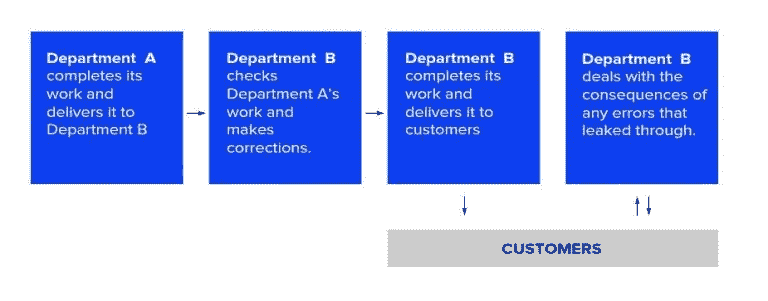 Department A
completes its
work and
delivers it to
Department B
Department B
checks
Department A's
work and
makes
corrections.
Department B
completes its
work and
delivers it to
customers
Department B
deals with the
consequences of
any errors that
leaked through.
CUSTOMERS